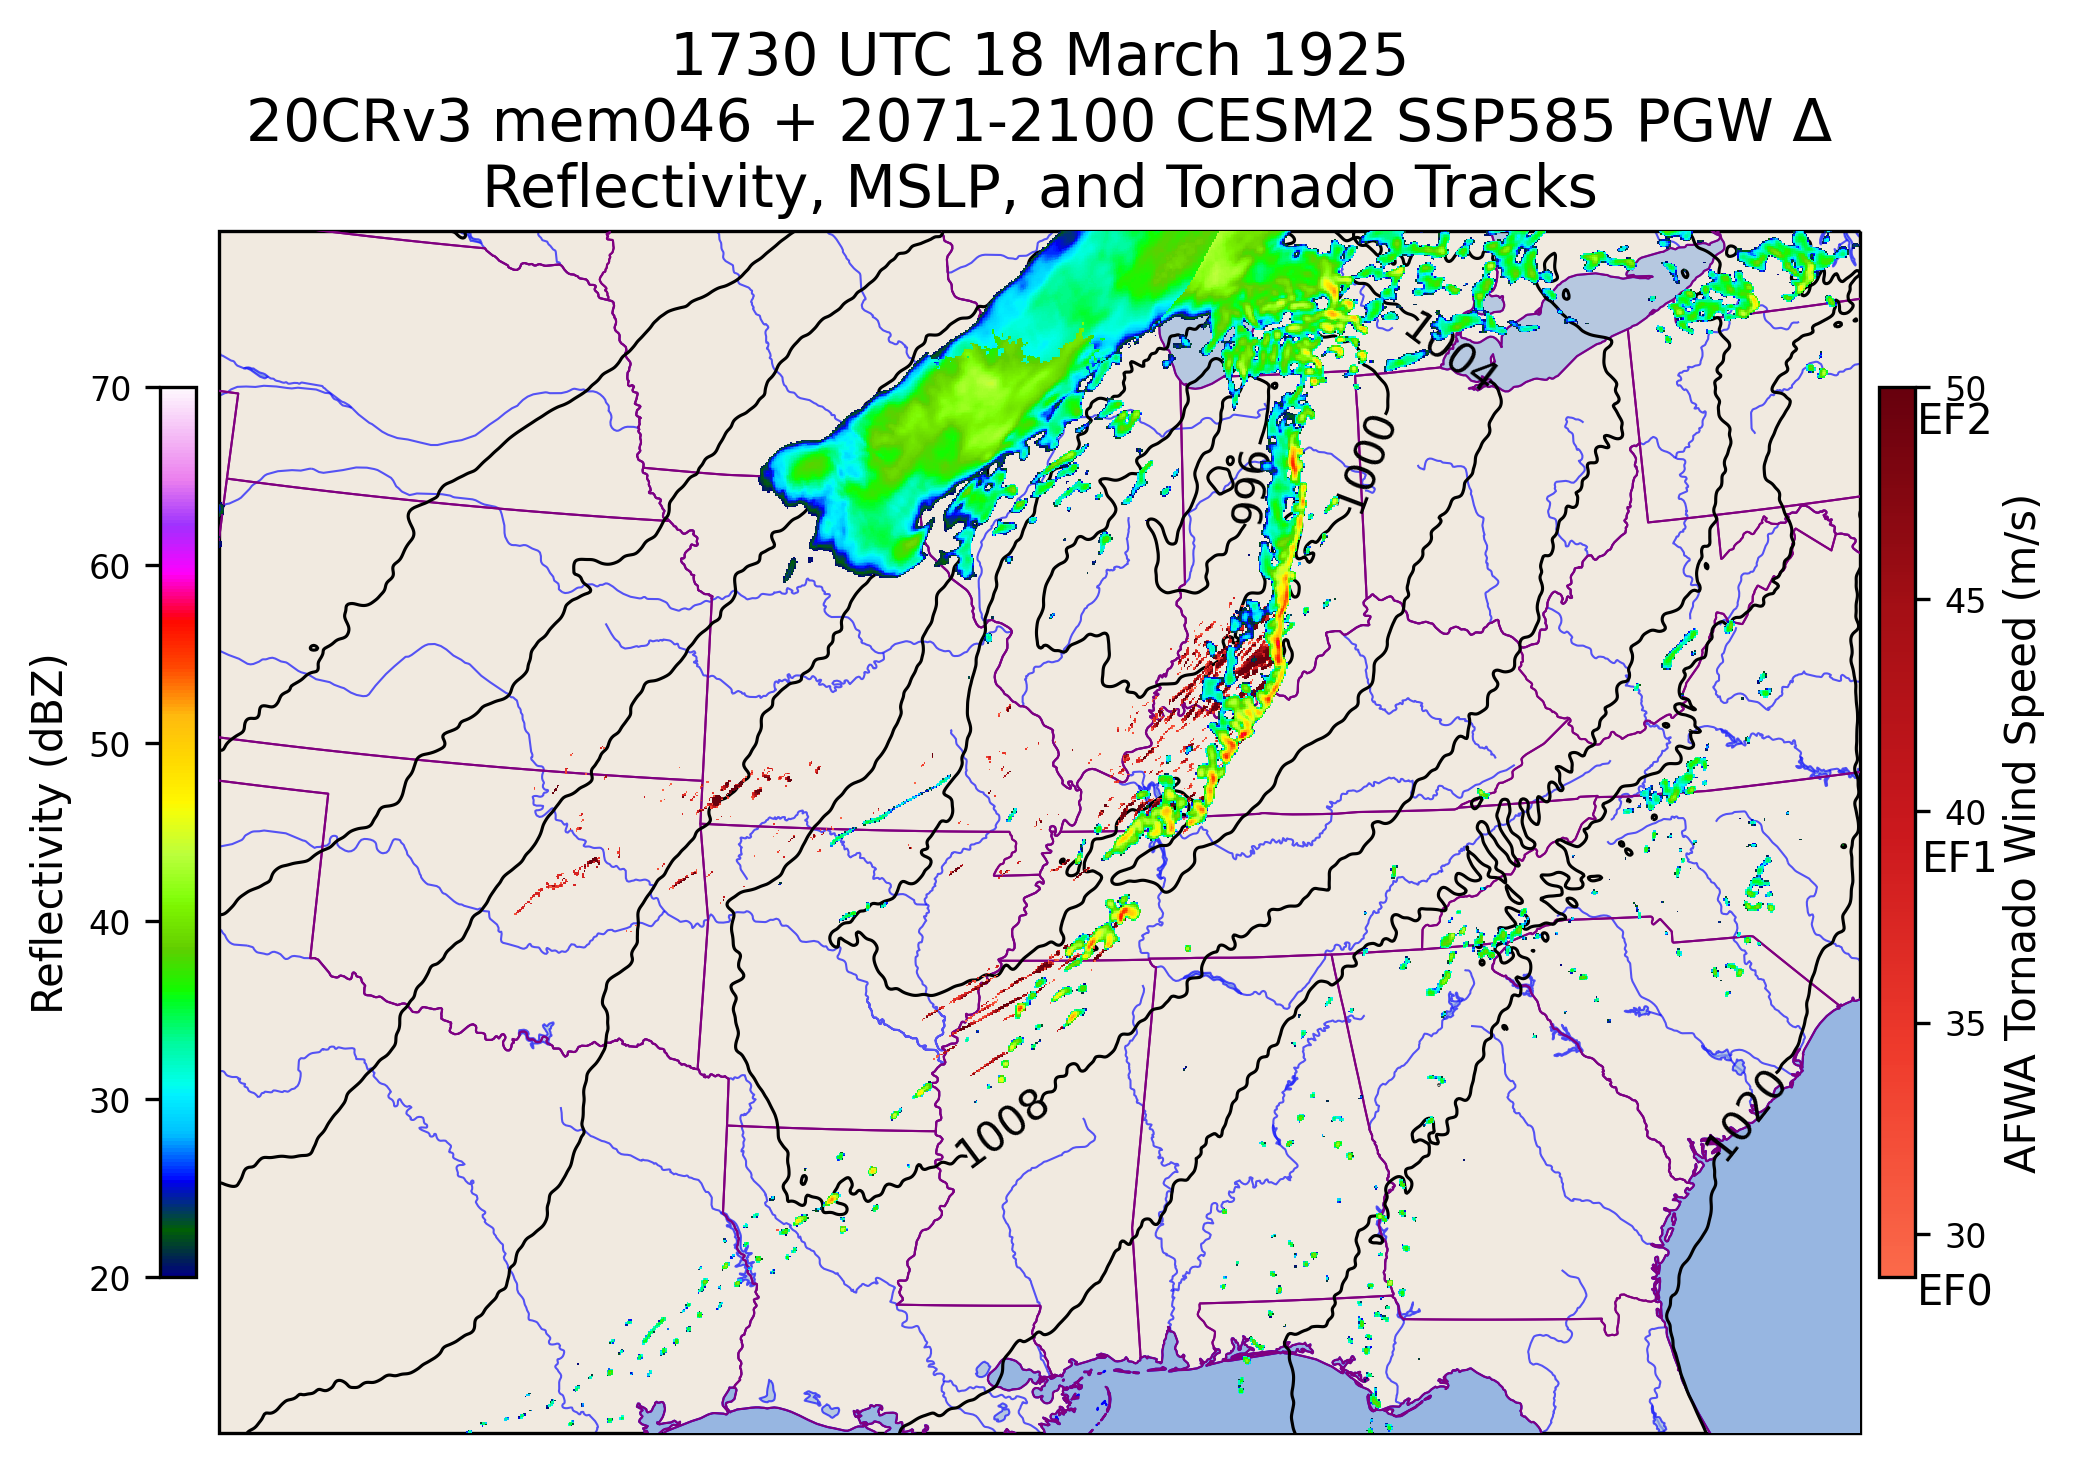 1730 UTC 18 March 1925
20CRv3 mem046 + 2071-2100 CESM2 SSP585 PGW Δ
Reflectivity, MSLP, and Tornado Tracks
70
60
50
40
30
20
Reflectivity (dBZ)
1004
1000
996
1008
1020
50
EF2
45
40
EF1
35
30
EF0
AFWA Tornado Wind Speed (m/s)